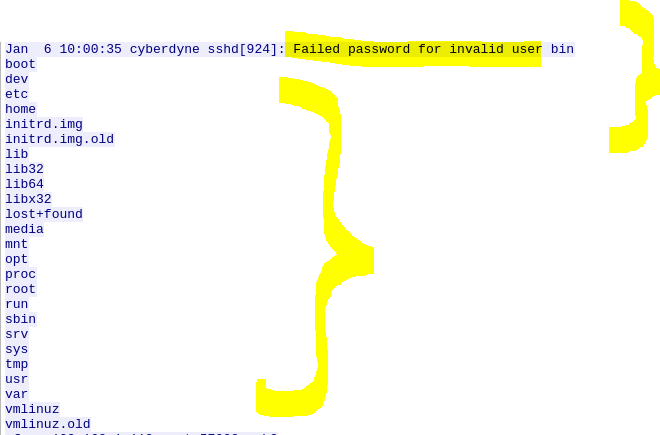 Jan  6 10:00:35 cyberdyne sshd[924]: Failed password for invalid user bin
boot
dev
etc
home
initrd.img
initrd.img.old
lib
lib32
lib64
libx32
lost+found
media
mnt
opt
proc
root
run
sbin
srv
sys
tmp
usr
var
vmlinuz
vmlinuz.old